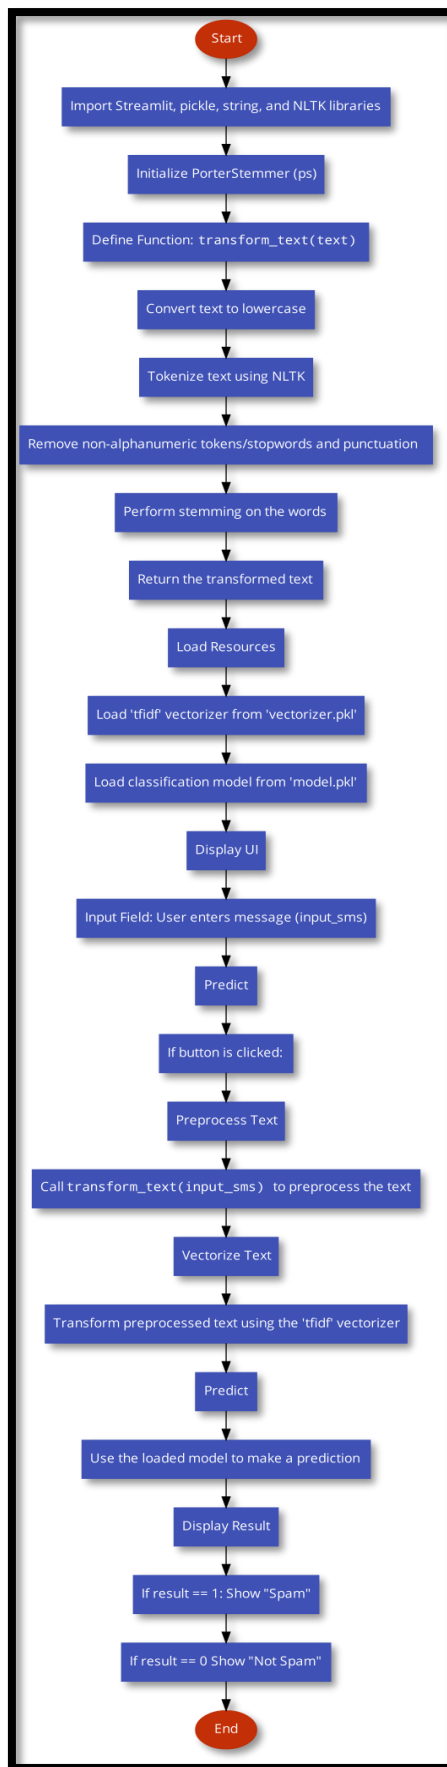 Start
Import Streamlit, pickle, string, and NLTK libraries
Initialize PorterStemmer (ps)
Define Function: transform_text(text)
Convert text to lowercase
Tokenize text using NLTK
Remove non-alphanumeric tokens/stopwords and punctuation
Perform stemming on the words
Return the transformed text
Load Resources
Load 'tfidf' vectorizer from 'vectorizer.pkl'
Load classification model from 'model.pkl'
Display UI
Input Field: User enters message (input_sms)
Predict
If button is clicked:
Preprocess Text
Call transform_text(input_sms) to preprocess the text
Vectorize Text
Transform preprocessed text using the 'tfidf' vectorizer
Predict
Use the loaded model to make a prediction
Display Result
If result == 1: Show "Spam"
If result == 0 Show "Not Spam"
End